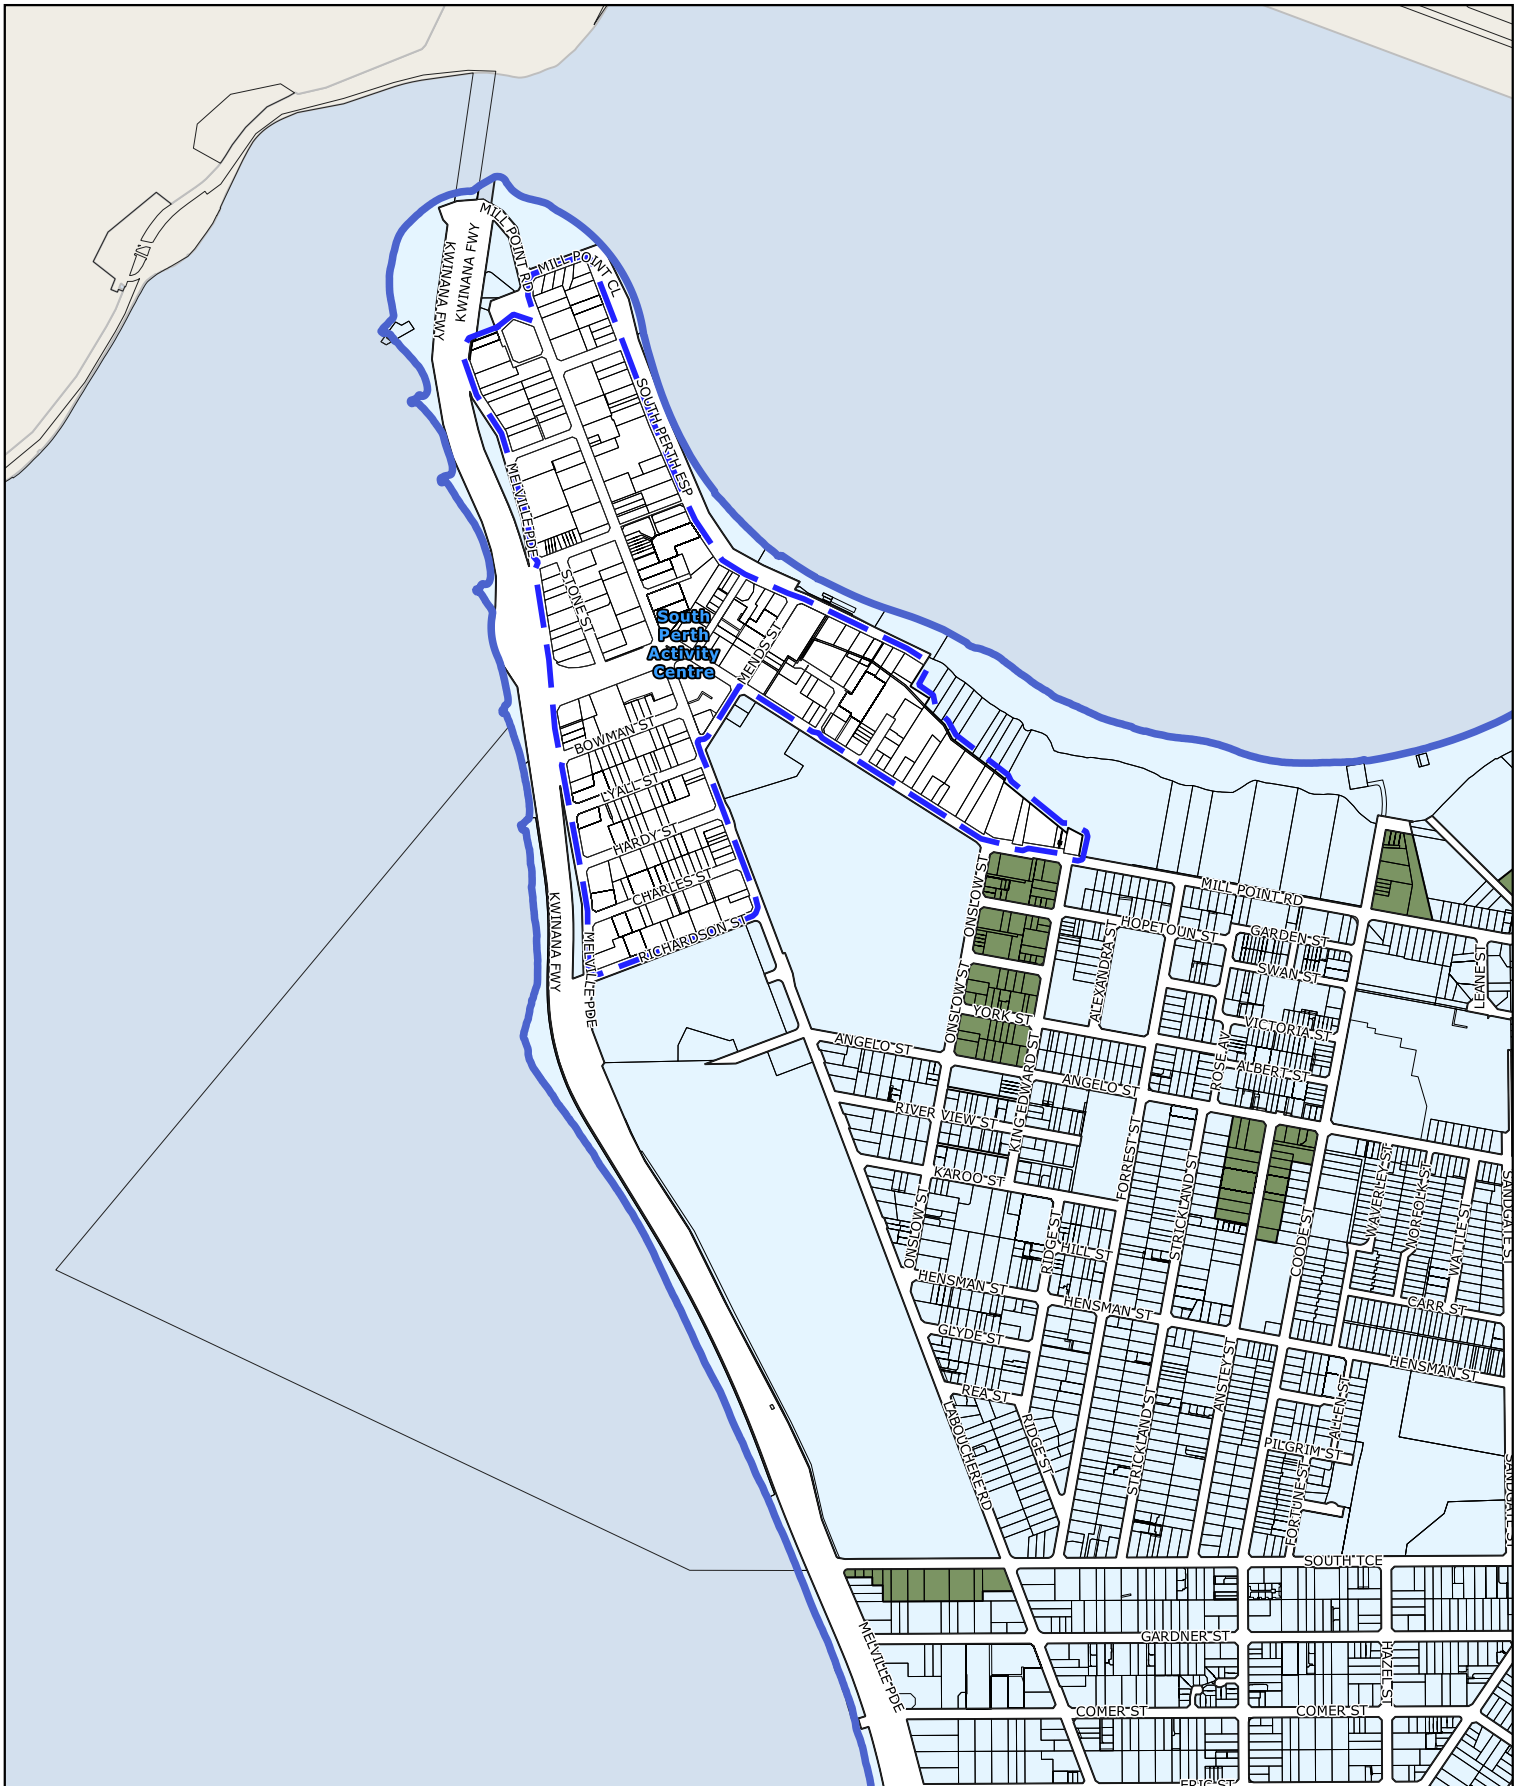 MILL POINT RD
KWINANA FWY
KWINANA FWY
KWINANA FWY
MILL POINT CL
SOUTH PERTH ESP
MELVILLE PDE
STONE ST
South
Perth
Activity
Centre
MENDS ST
BOWMAN ST
LYALL ST
HARDY ST
CHARLES ST
RICHARDSON ST
KWINANA FWY
MELVILLE PDE
ONSLOW ST
MILL POINT RD
HOPETOUN ST
GARDEN ST
SWAN ST
LEANE ST
ALEXANDRA ST
ONSLOW ST
YORK ST
VICTORIA ST
ANGELO ST
ROSE AV
ALBERT ST
KING EDWARD ST
ANGELO ST
RIVER VIEW ST
FORREST ST
KAROO ST
STRICKLAND ST
WAVERLEY ST
NORFOLK ST
WATTLE ST
SANDGATE ST
ONSLOW ST
RIDGE ST
HILL ST
COODE ST
HENSMAN ST
HENSMAN ST
CARR ST
GLYDE ST
ANSTEY ST
HENSMAN ST
REA ST
ALLEN ST
LABOUCHERE RD
RIDGE ST
STRICKLAND ST
PILGRIM ST
FORTUNE ST
SANDGATE ST
SOUTH TCE
MELVILLE PDE
GARDNER ST
HAZEL ST
COMER ST
COMER ST
ERIC ST